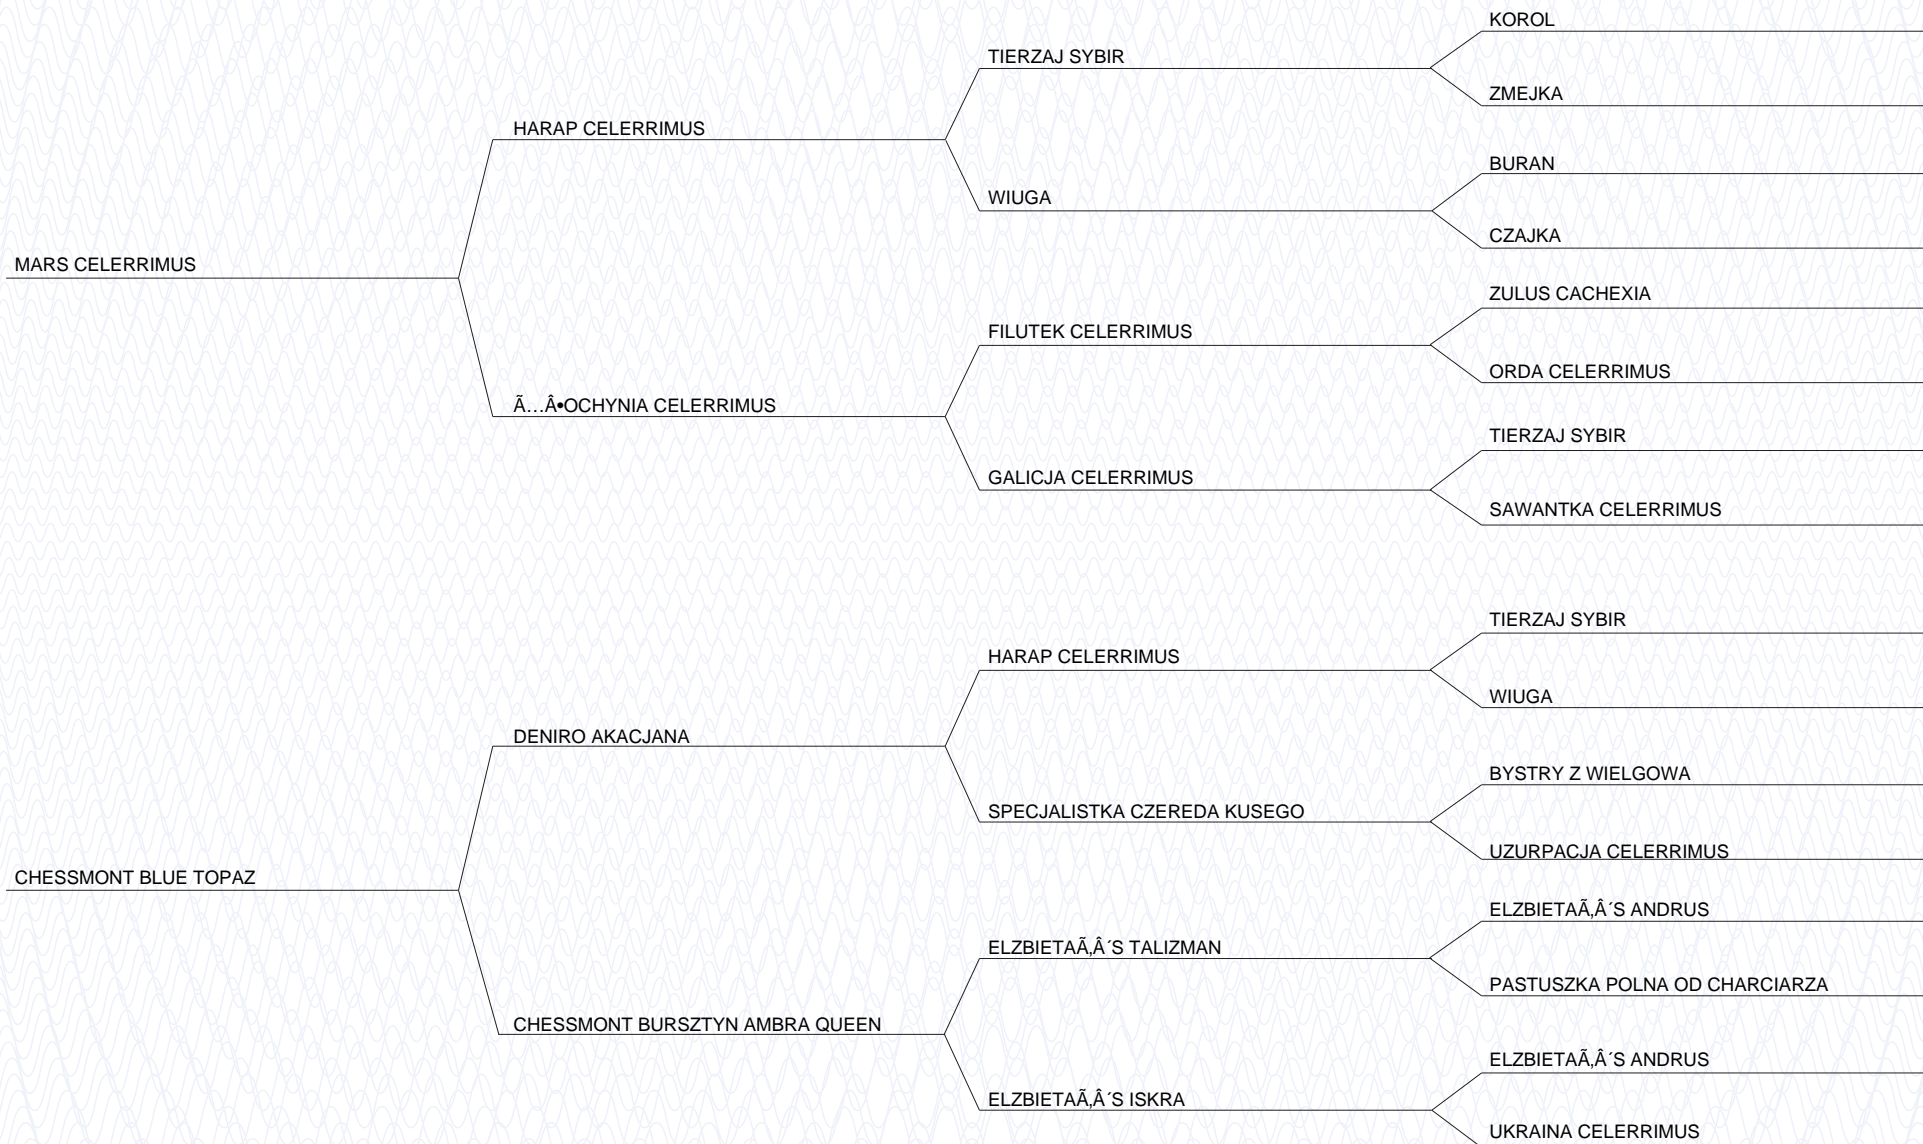 KOROL
TIERZAJ SYBIR
ZMEJKA
HARAP CELERRIMUS
BURAN
WIUGA
CZAJKA
MARS CELERRIMUS
ZULUS CACHEXIA
FILUTEK CELERRIMUS
ORDA CELERRIMUS
Ã…Â•OCHYNIA CELERRIMUS
TIERZAJ SYBIR
GALICJA CELERRIMUS
SAWANTKA CELERRIMUS
TIERZAJ SYBIR
HARAP CELERRIMUS
WIUGA
DENIRO AKACJANA
BYSTRY Z WIELGOWA
SPECJALISTKA CZEREDA KUSEGO
UZURPACJA CELERRIMUS
CHESSMONT BLUE TOPAZ
ELZBIETAÃ‚Â´S ANDRUS
ELZBIETAÃ‚Â´S TALIZMAN
PASTUSZKA POLNA OD CHARCIARZA
CHESSMONT BURSZTYN AMBRA QUEEN
ELZBIETAÃ‚Â´S ANDRUS
ELZBIETAÃ‚Â´S ISKRA
UKRAINA CELERRIMUS